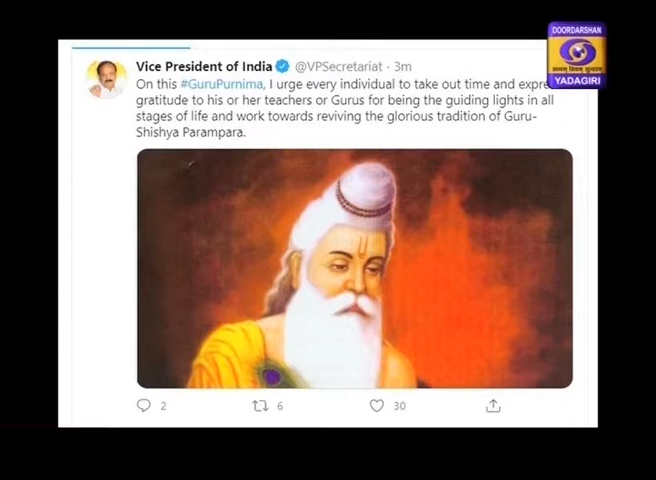 DOORDARSHAN
YADAGIRI
Vice President of India @VPSecretariat · 3m
On this #GuruPurnima, I urge every individual to take out time and expre
gratitude to his or her teachers or Gurus for being the guiding lights in all
stages of life and work towards reviving the glorious tradition of Guru-
Shishya Parampara.
2 6 30